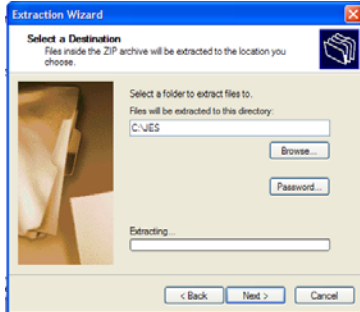 Extraction Wizard
Select a Destination
Files inside the ZIP archive will be extracted to the location you
choose.
Select a folder to extract files to.
Files will be extracted to this directory:
C:\JES
Browse...
Password...
Extracting...
< Back
Next >
Cancel